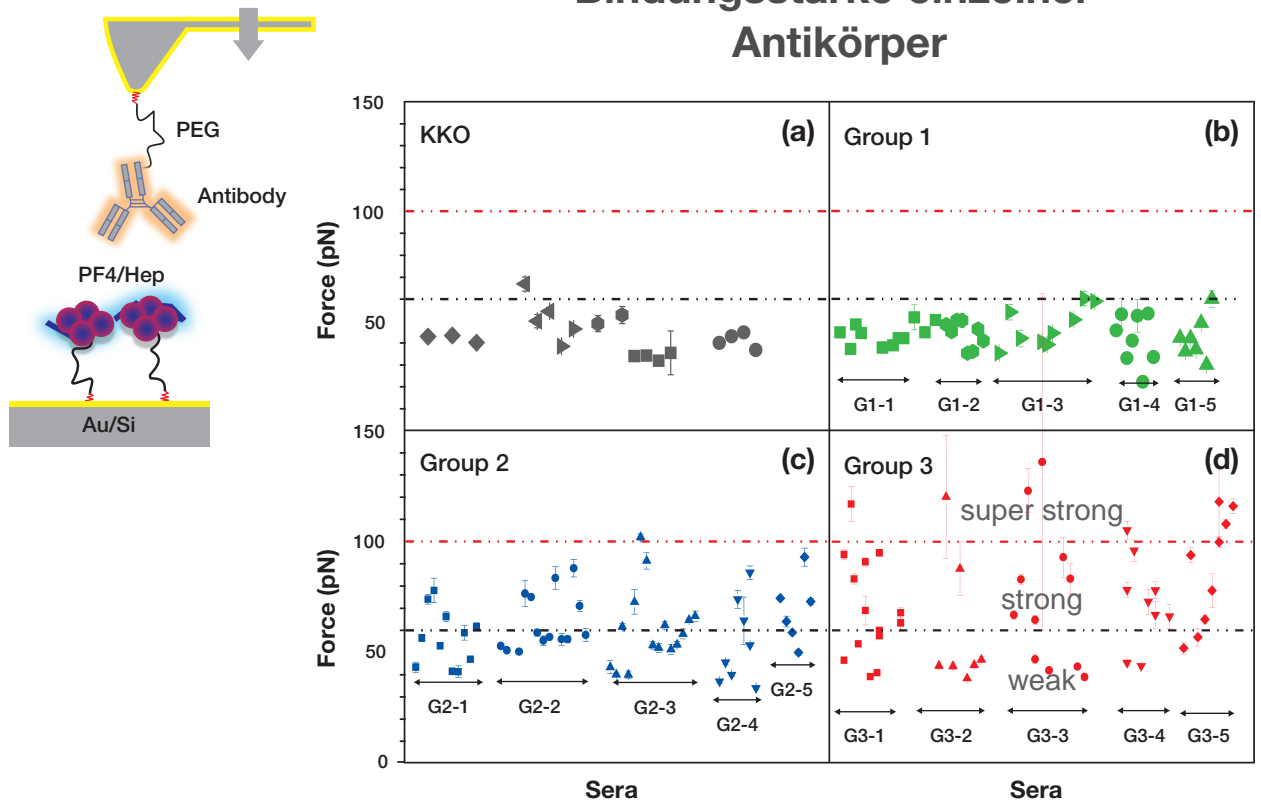 Bindungsstärke einzelner
Antikörper
PEG
Antibody
PF4/Hep
Au/Si
150
100
50
Force (pN)
KKO
(a)
Group 1
(b)
G1-1
G1-2
G1-3
G1-4
G1-5
150
100
50
0
Force (pN)
Group 2
(c)
G2-1
G2-2
G2-3
G2-4
G2-5
Group 3
(d)
super strong
strong
weak
G3-1
G3-2
G3-3
G3-4
G3-5
Sera
Sera